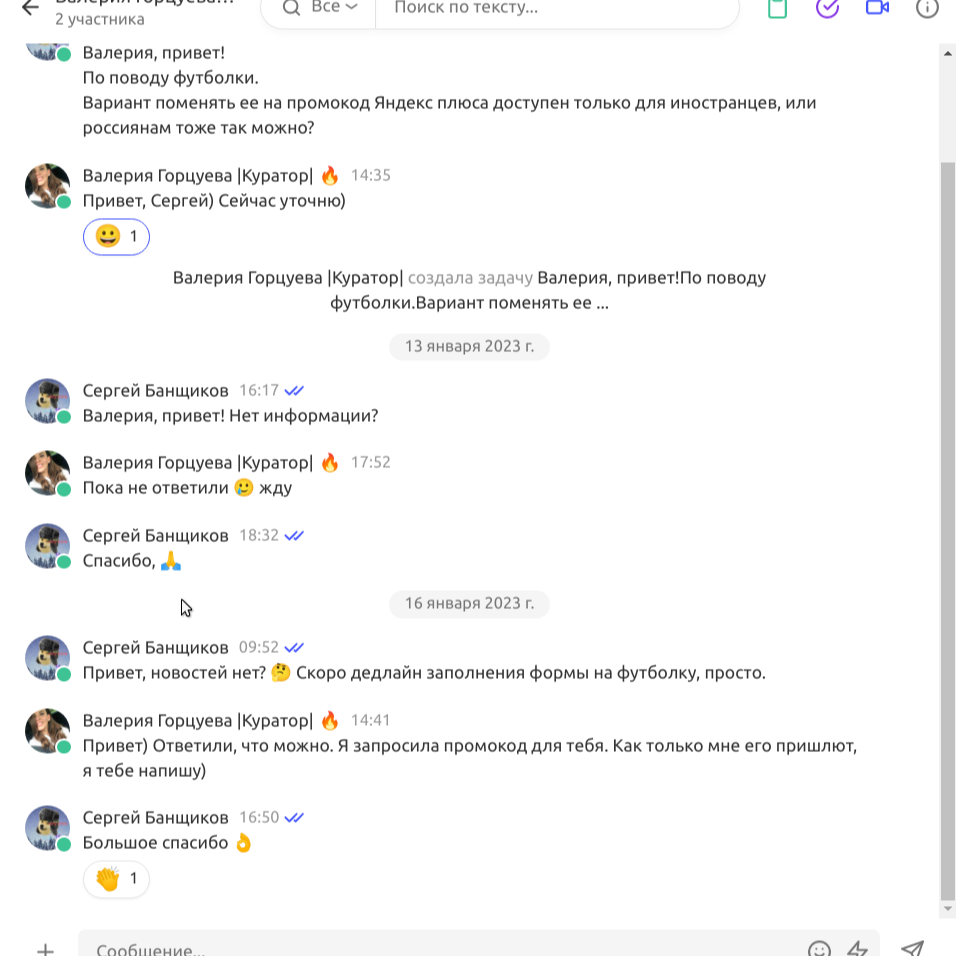 Валерия Горцуева...
2 участника
Все
Поиск по тексту...
Валерия, привет!
По поводу футболки.
Вариант поменять ее на промокод Яндекс плюса доступен только для иностранцев, или
россиянам тоже так можно?
Валерия Горцуева |Куратор| 🔥 14:35
Привет, Сергей) Сейчас уточню)
😀 1
Валерия Горцуева |Куратор| создала задачу Валерия, привет!По поводу
футболки.Вариант поменять ее ...
13 января 2023 г.
Сергей Банщиков 16:17
Валерия, привет! Нет информации?
Валерия Горцуева |Куратор| 🔥 17:52
Пока не ответили 🥲 жду
Сергей Банщиков 18:32
Спасибо, 🙏
16 января 2023 г.
Сергей Банщиков 09:52
Привет, новостей нет? 🤔 Скоро дедлайн заполнения формы на футболку, просто.
Валерия Горцуева |Куратор| 🔥 14:41
Привет) Ответили, что можно. Я запросила промокод для тебя. Как только мне его пришлют,
я тебе напишу)
Сергей Банщиков 16:50
Большое спасибо 👌
👏 1
Сообщение...